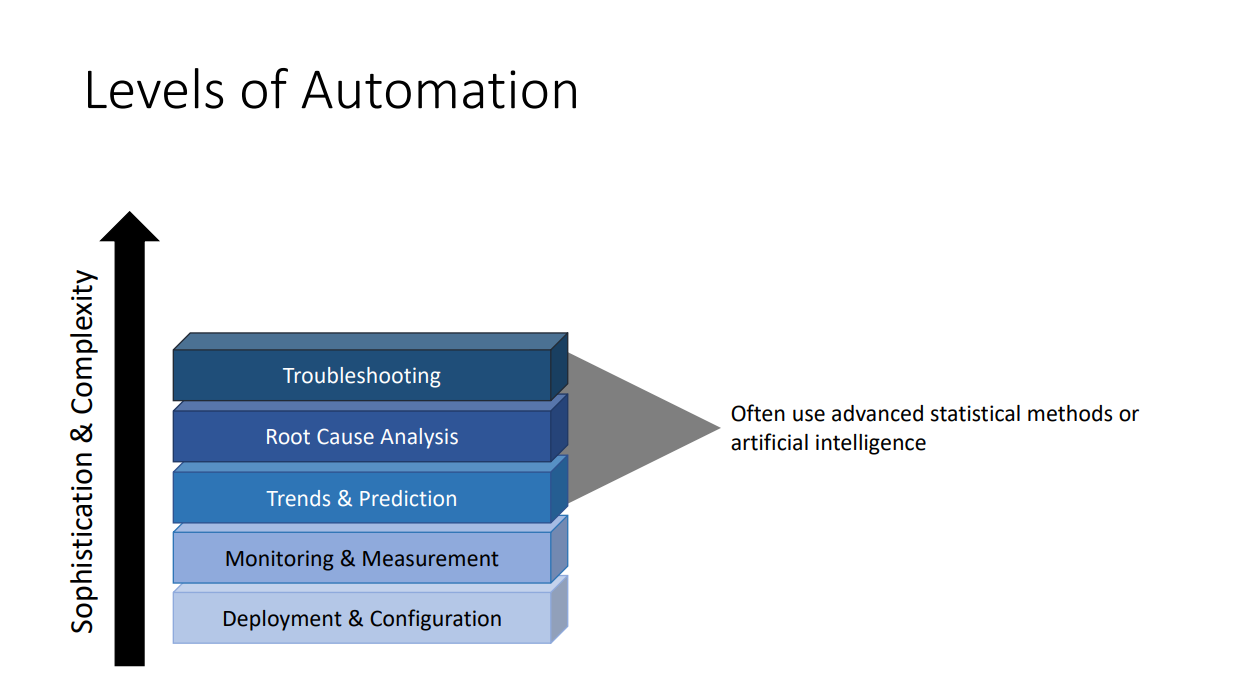 Levels of Automation
Sophistication & Complexity
Troubleshooting
Root Cause Analysis
Trends & Prediction
Monitoring & Measurement
Deployment & Configuration
Often use advanced statistical methods or
artificial intelligence